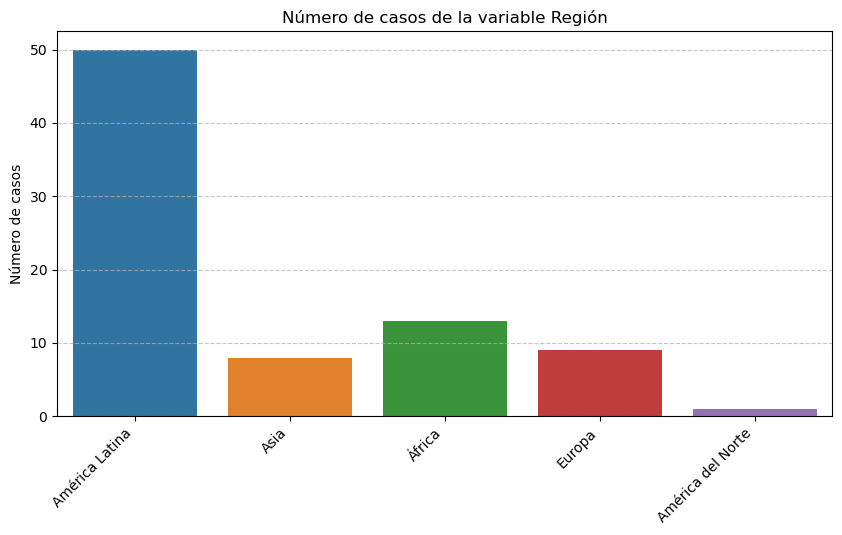 Número de casos de la variable Región
Número de casos
50
40
30
20
10
0
América Latina
Asia
África
Europa
América del Norte